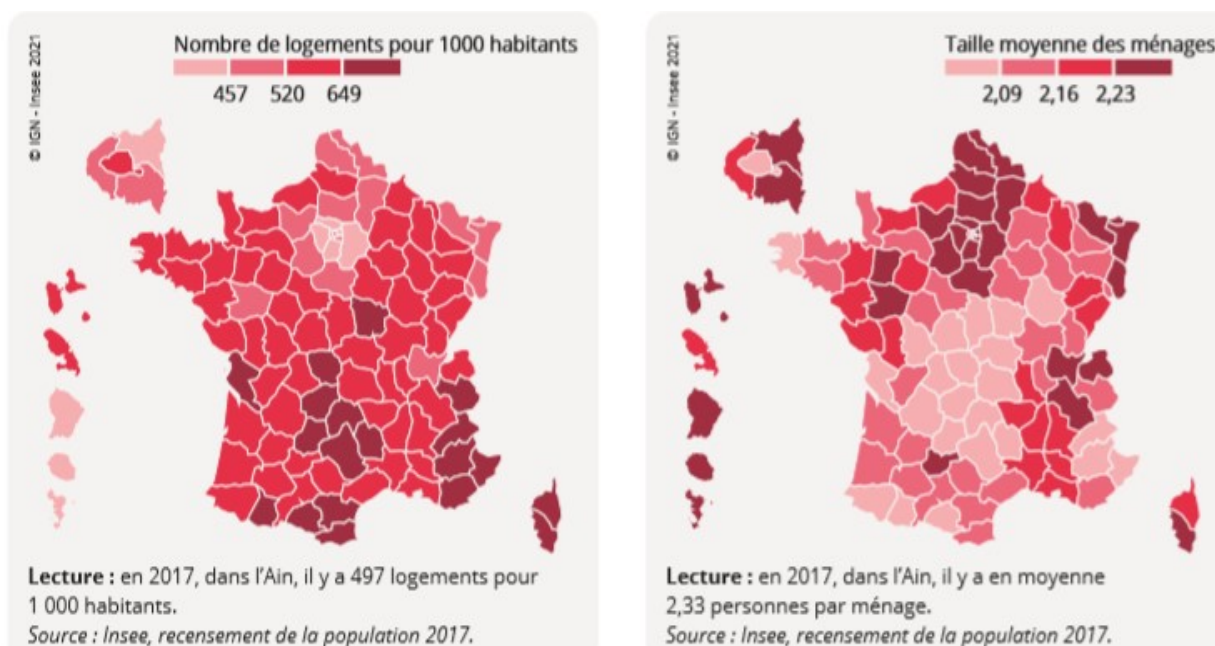 © IGN - Insee 2021
Nombre de logements pour 1000 habitants
457 520 649
Lecture : en 2017, dans l'Ain, il y a 497 logements pour
1 000 habitants.
Source : Insee, recensement de la population 2017.
© IGN - Insee 2021
Taille moyenne des ménages
2,09 2,16 2,23
Lecture : en 2017, dans l'Ain, il y a en moyenne
2,33 personnes par ménage.
Source : Insee, recensement de la population 2017.